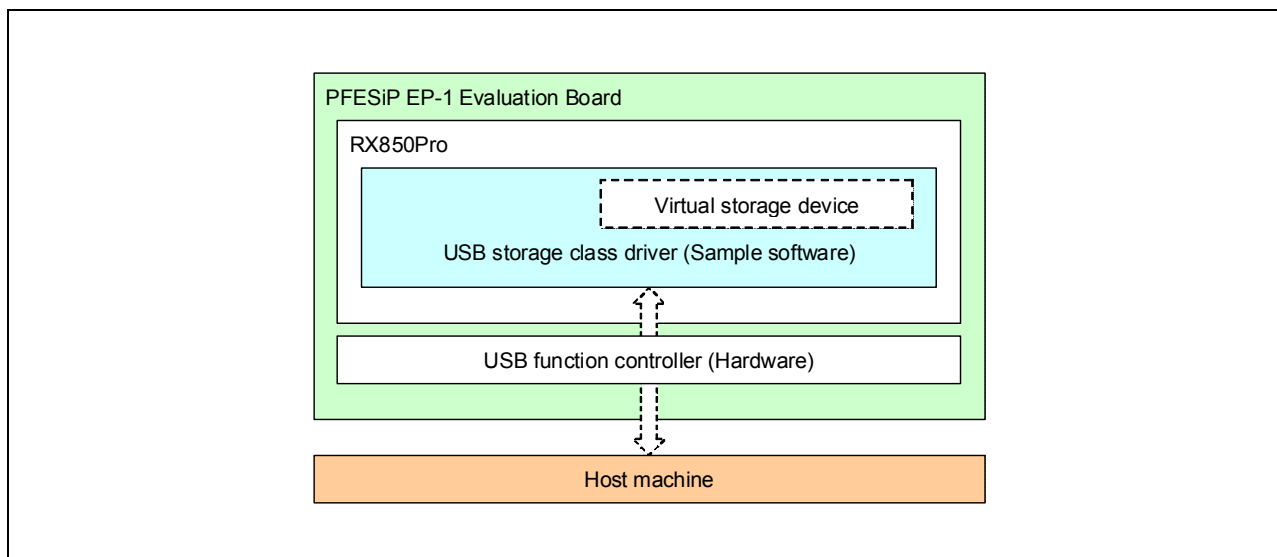 PFESiP EP-1 Evaluation Board
RX850Pro
Virtual storage device
USB storage class driver (Sample software)
USB function controller (Hardware)
Host machine